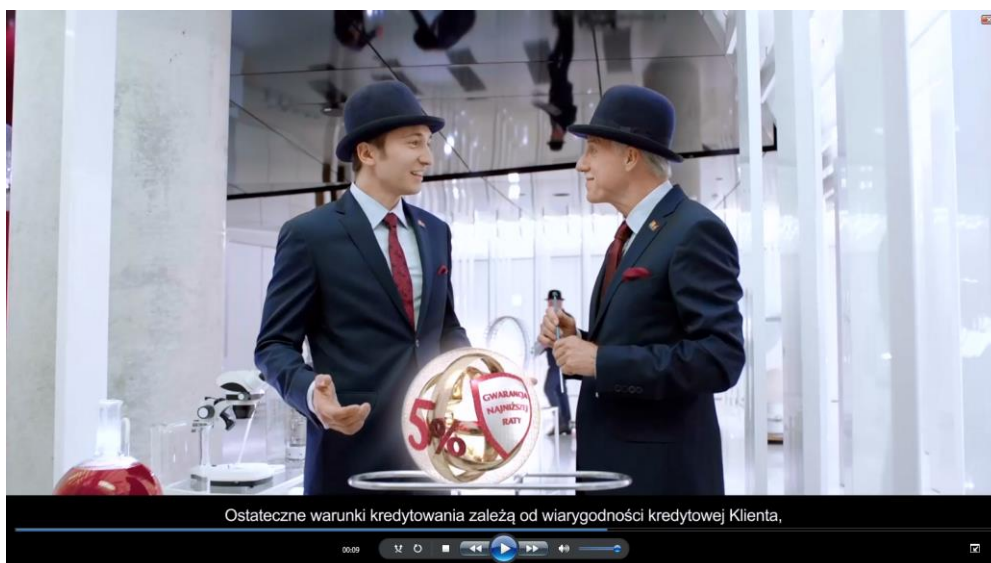 5%
GWARANCJA
NAJNIŻSZEJ
RATY
Ostateczne warunki kredytowania zależą od wiarygodności kredytowej Klienta,
00:09